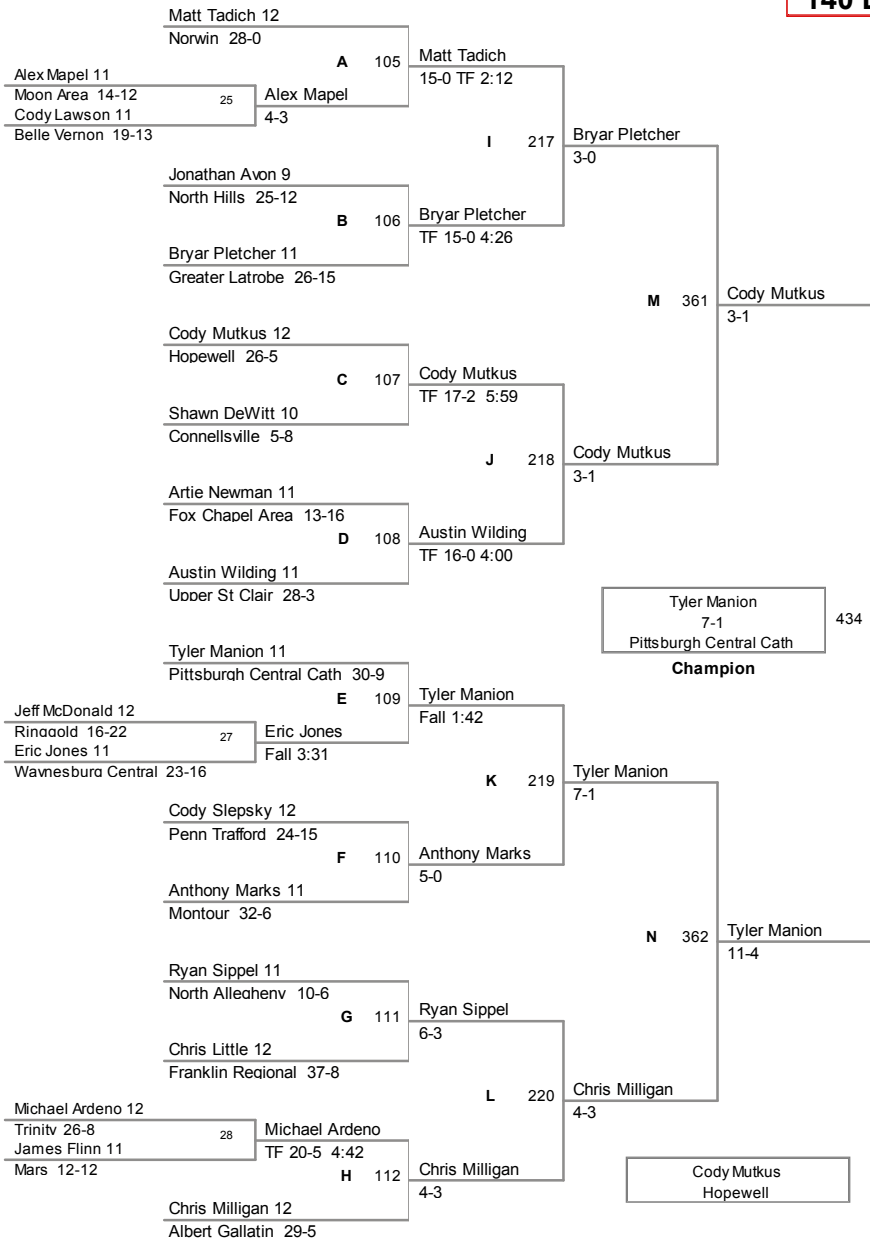 140 L
Matt Tadich 12
Norwin 28-0
A 105
Matt Tadich
15-0 TF 2:12
Alex Mapel 11
Moon Area 14-12
25
Cody Lawson 11
Belle Vernon 19-13
Alex Mapel
4-3
I 217
Bryar Pletcher
3-0
Jonathan Avon 9
North Hills 25-12
B 106
Bryar Pletcher
TF 15-0 4:26
Bryar Pletcher 11
Greater Latrobe 26-15
M 361
Cody Mutkus
3-1
Cody Mutkus 12
Hopewell 26-5
C 107
Cody Mutkus
TF 17-2 5:59
Shawn DeWitt 10
Connellsville 5-8
J 218
Cody Mutkus
3-1
Artie Newman 11
Fox Chapel Area 13-16
D 108
Austin Wilding
TF 16-0 4:00
Austin Wilding 11
Upper St Clair 28-3
Tyler Manion
7-1
Pittsburgh Central Cath
434
Champion
Tyler Manion 11
Pittsburgh Central Cath 30-9
E 109
Tyler Manion
Fall 1:42
Jeff McDonald 12
Ringgold 16-22
27
Eric Jones 11
Waynesburg Central 23-16
Eric Jones
Fall 3:31
K 219
Tyler Manion
7-1
Cody Slepsky 12
Penn Trafford 24-15
F 110
Anthony Marks
5-0
Anthony Marks 11
Montour 32-6
N 362
Tyler Manion
11-4
Ryan Sippel 11
North Allegheny 10-6
G 111
Ryan Sippel
6-3
Chris Little 12
Franklin Regional 37-8
L 220
Chris Milligan
4-3
Michael Ardeno 12
Trinity 26-8
28
James Flinn 11
Mars 12-12
Michael Ardeno
TF 20-5 4:42
H 112
Chris Milligan
4-3
Chris Milligan 12
Albert Gallatin 29-5
Cody Mutkus
Hopewell